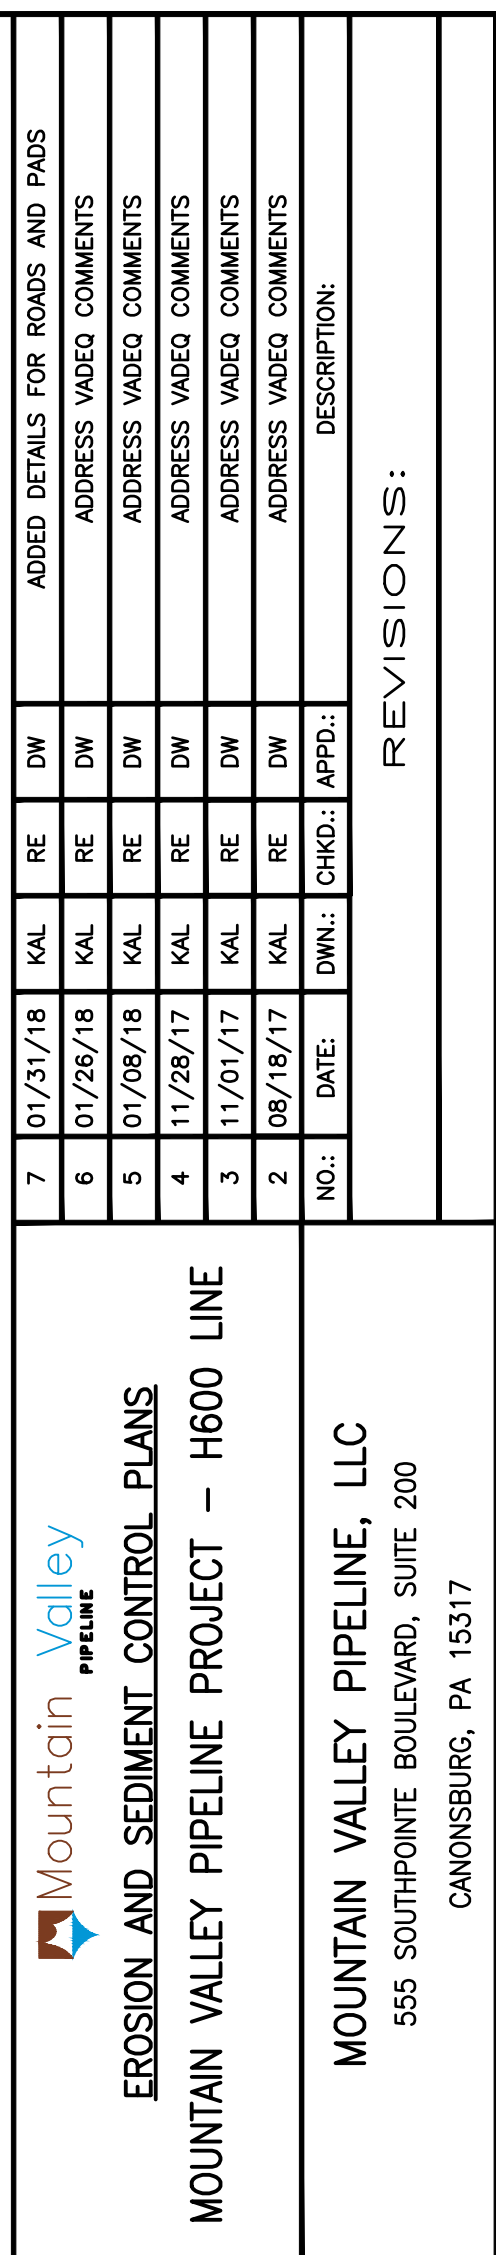 Mountain Valley
PIPELINE
EROSION AND SEDIMENT CONTROL PLANS
MOUNTAIN VALLEY PIPELINE PROJECT – H600 LINE
MOUNTAIN VALLEY PIPELINE, LLC
555 SOUTHPOINTE BOULEVARD, SUITE 200
CANONSBURG, PA 15317
7 01/31/18 KAL RE DW ADDED DETAILS FOR ROADS AND PADS
6 01/26/18 KAL RE DW ADDRESS VADEQ COMMENTS
5 01/08/18 KAL RE DW ADDRESS VADEQ COMMENTS
4 11/28/17 KAL RE DW ADDRESS VADEQ COMMENTS
3 11/01/17 KAL RE DW ADDRESS VADEQ COMMENTS
2 08/18/17 KAL RE DW ADDRESS VADEQ COMMENTS
NO.: DATE: DWN.: CHKD.: APPD.: DESCRIPTION:
REVISIONS: